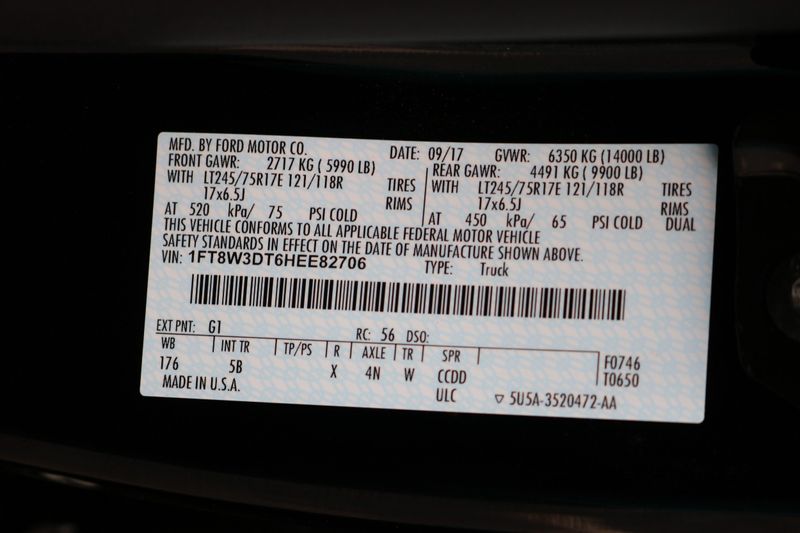 MFD. BY FORD MOTOR CO. DATE: 09/17 GVWR: 6350 KG (14000 LB)
FRONT GAWR: 2717 KG ( 5990 LB) REAR GAWR: 4491 KG ( 9900 LB)
WITH LT245/75R17E 121/118R TIRES WITH LT245/75R17E 121/118R TIRES
17x6.5J RIMS 17x6.5J RIMS
AT 520 kPa/ 75 PSI COLD AT 450 kPa/ 65 PSI COLD DUAL
THIS VEHICLE CONFORMS TO ALL APPLICABLE FEDERAL MOTOR VEHICLE
SAFETY STANDARDS IN EFFECT ON THE DATE OF MANUFACTURE SHOWN ABOVE.
VIN: 1FT8W3DT6HEE82706 TYPE: Truck
EXT PNT: G1 RC: 56 DSO:
WB INT TR TP/PS R AXLE TR SPR F0746
176 5B X 4N W CCDD T0650
MADE IN U.S.A. ULC ▽ 5U5A-3520472-AA